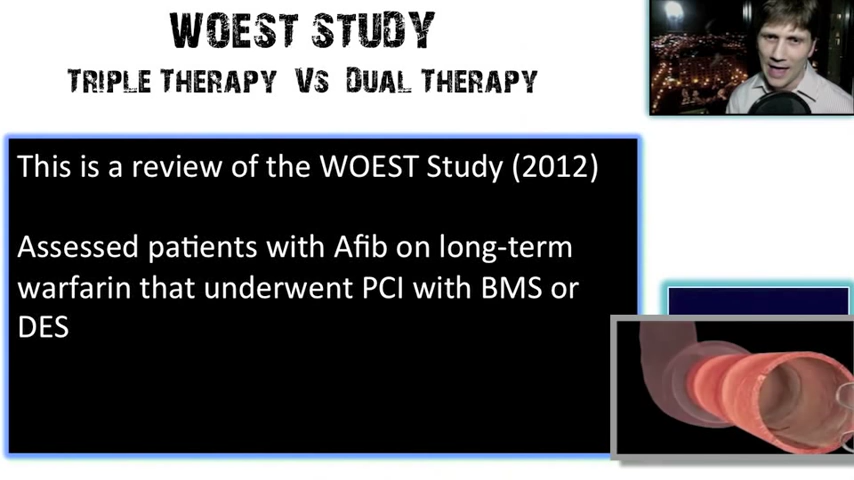 WOEST STUDY
TRIPLE THERAPY VS DUAL THERAPY
This is a review of the WOEST Study (2012)
Assessed patients with Afib on long-term
warfarin that underwent PCI with BMS or
DES